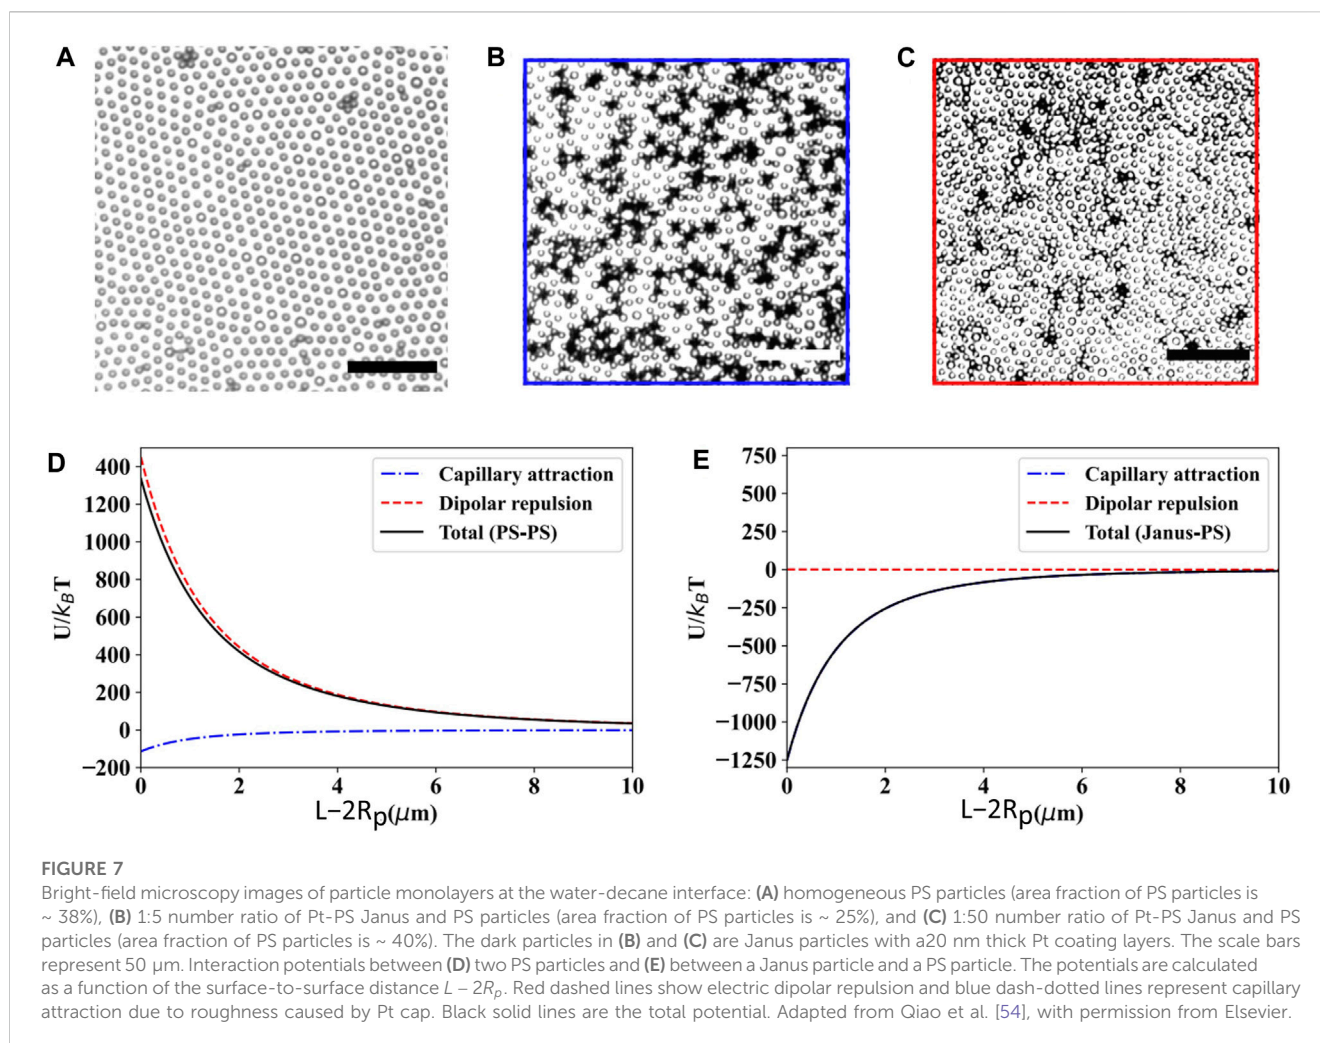 A
B
C
D
400
1200
1000
800
600
400
200
0
−200
U/kBT
Capillary attraction
Dipolar repulsion
Total (PS-PS)
0 2 4 6 8 10
L−2Rp(μm)
E
750
500
250
0
−250
−500
−750
−1000
−1250
U/kBT
Capillary attraction
Dipolar repulsion
Total (Janus-PS)
0 2 4 6 8 10
L−2Rp(μm)
FIGURE 7
Bright-field microscopy images of particle monolayers at the water-decane interface: (A) homogeneous PS particles (area fraction of PS particles is
~ 38%), (B) 1:5 number ratio of Pt-PS Janus and PS particles (area fraction of PS particles is ~ 25%), and (C) 1:50 number ratio of Pt-PS Janus and PS
particles (area fraction of PS particles is ~ 40%). The dark particles in (B) and (C) are Janus particles with a20 nm thick Pt coating layers. The scale bars
represent 50 μm. Interaction potentials between (D) two PS particles and (E) between a Janus particle and a PS particle. The potentials are calculated
as a function of the surface-to-surface distance L – 2Rp. Red dashed lines show electric dipolar repulsion and blue dash-dotted lines represent capillary
attraction due to roughness caused by Pt cap. Black solid lines are the total potential. Adapted from Qiao et al. [54], with permission from Elsevier.